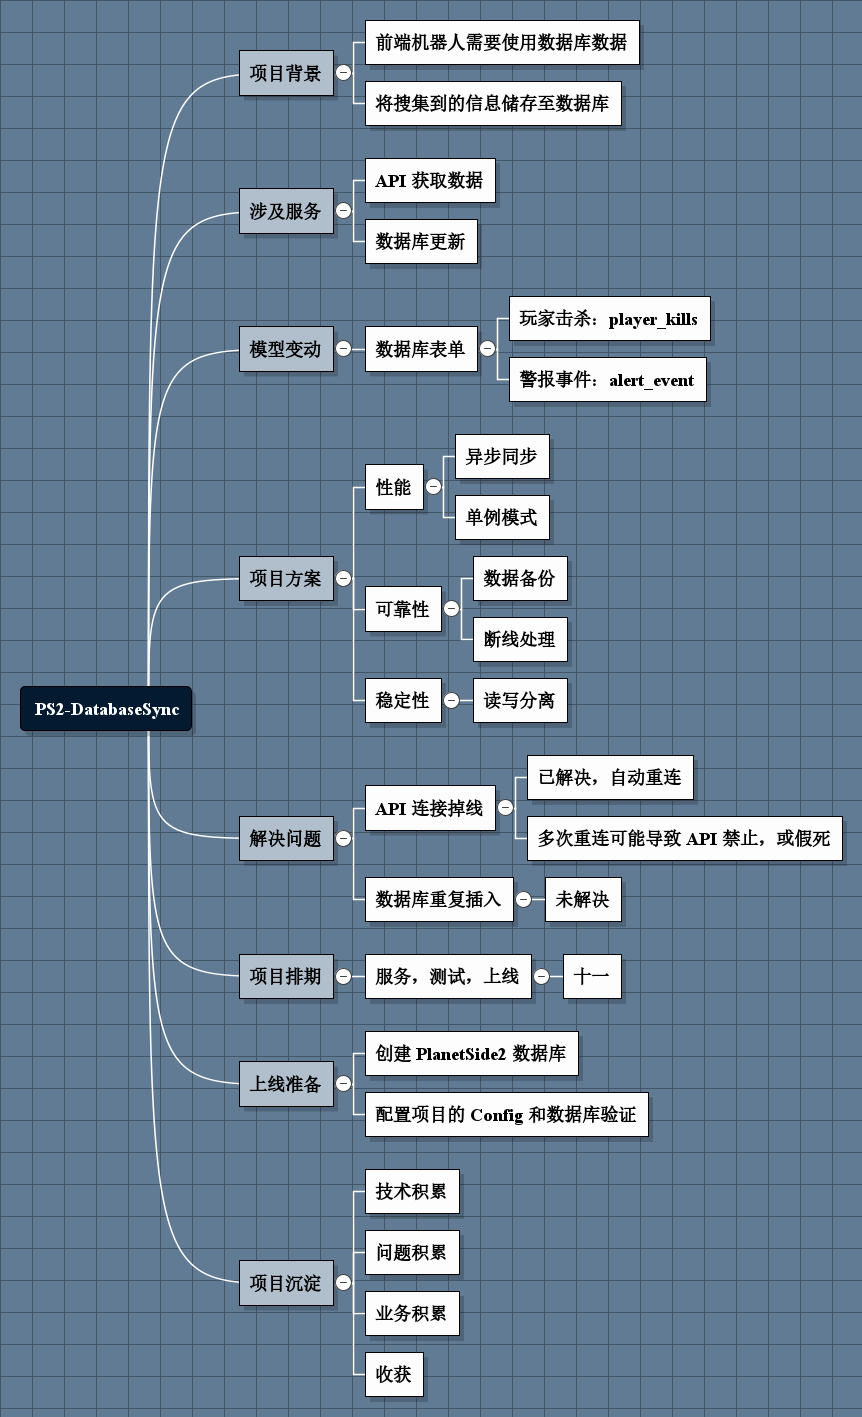 PS2-DatabaseSync
项目背景
前端机器人需要使用数据库数据
将搜集到的信息储存至数据库
涉及服务
API 获取数据
数据库更新
模型变动
数据库表单
玩家击杀：player_kills
警报事件：alert_event
项目方案
性能
异步同步
单例模式
可靠性
数据备份
断线处理
稳定性
读写分离
解决问题
API 连接掉线
已解决，自动重连
多次重连可能导致 API 禁止，或假死
数据库重复插入
未解决
项目排期
服务，测试，上线
十一
上线准备
创建 PlanetSide2 数据库
配置项目的 Config 和数据库验证
项目沉淀
技术积累
问题积累
业务积累
收获